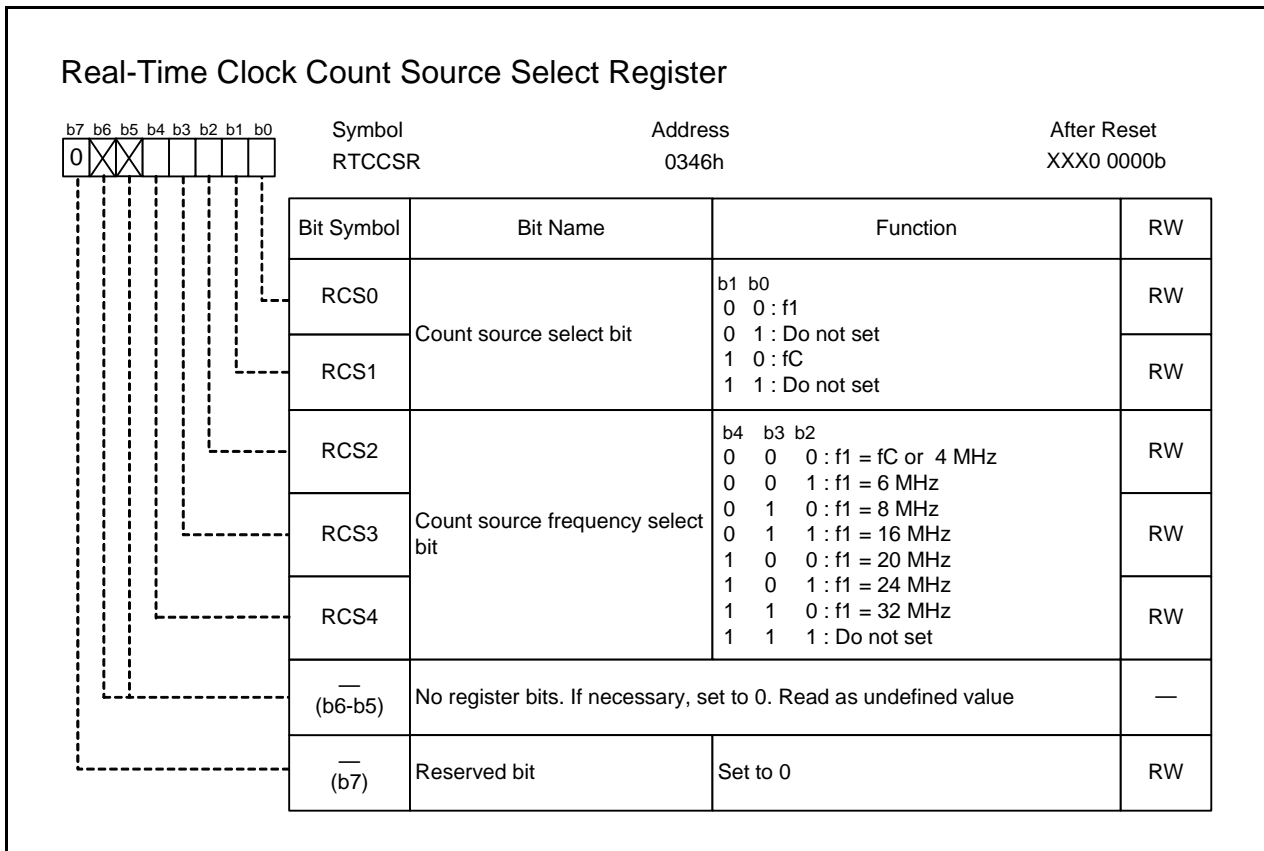 Real-Time Clock Count Source Select Register
b7 b6 b5 b4 b3 b2 b1 b0
0
Symbol Address After Reset
RTCCSR 0346h XXX0 0000b
Bit Symbol Bit Name Function RW
RCS0 RW
RCS1 RW
Count source select bit
b1 b0
0 0 : f1
0 1 : Do not set
1 0 : fC
1 1 : Do not set
RCS2 RW
RCS3 RW
RCS4 RW
Count source frequency select
bit
b4 b3 b2
0 0 0 : f1 = fC or 4 MHz
0 0 1 : f1 = 6 MHz
0 1 0 : f1 = 8 MHz
0 1 1 : f1 = 16 MHz
1 0 0 : f1 = 20 MHz
1 0 1 : f1 = 24 MHz
1 1 0 : f1 = 32 MHz
1 1 1 : Do not set
—
(b6-b5)
No register bits. If necessary, set to 0. Read as undefined value —
—
(b7)
Reserved bit Set to 0 RW